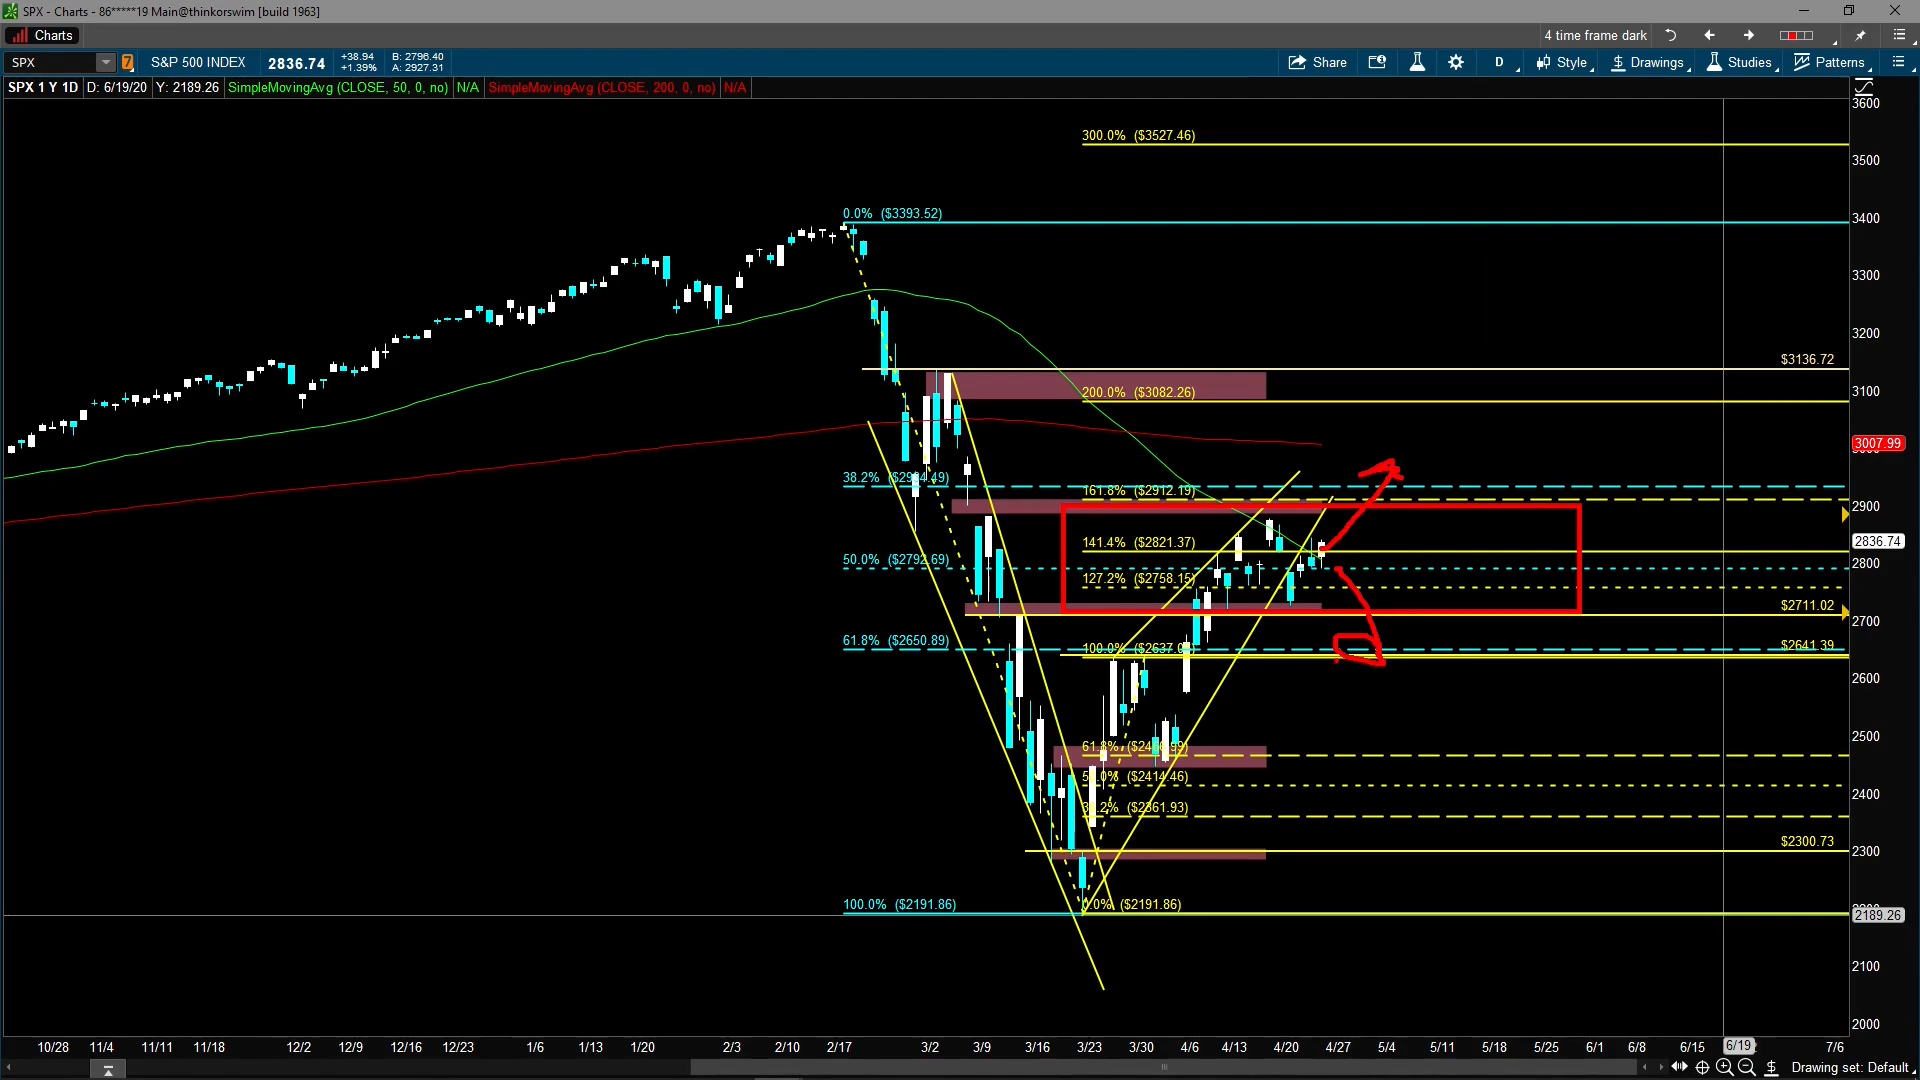 SPX - Charts - 86*****19 Main@thinkorswim [build 1963]
Charts
4 time frame dark
SPX
7
S&P 500 INDEX
2836.74
+38.94
+1.39%
B: 2796.40
A: 2927.31
Share
D
Style
$ Drawings
Studies
Patterns
SPX 1 Y 1D
D: 6/19/20
Y: 2189.26
SimpleMovingAvg (CLOSE, 50, 0, no)
N/A
SimpleMovingAvg (CLOSE, 200, 0, no)
N/A
3600
300.0% ($3527.46)
3500
0.0% ($3393.52)
3400
3300
3200
$3136.72
200.0% ($3082.26)
3100
3007.99
161.8% ($2912.19)
2900
141.4% ($2821.37)
2836.74
50.0% ($2792.69)
2800
127.2% ($2758.15)
$2711.02
2700
61.8% ($2650.89)
$2641.39
2600
2500
50.0% ($2414.46)
2400
38.2% ($2361.93)
$2300.73
2300
100.0% ($2191.86)
0.0% ($2191.86)
2189.26
2100
2000
10/28 11/4 11/11 11/18 12/2 12/9 12/16 12/23 1/6 1/13 1/20 2/3 2/10 2/17 3/2 3/9 3/16 3/23 3/30 4/6 4/13 4/20 4/27 5/4 5/11 5/18 5/25 6/1 6/8 6/15 6/19 7/6
$ Drawing set: Default